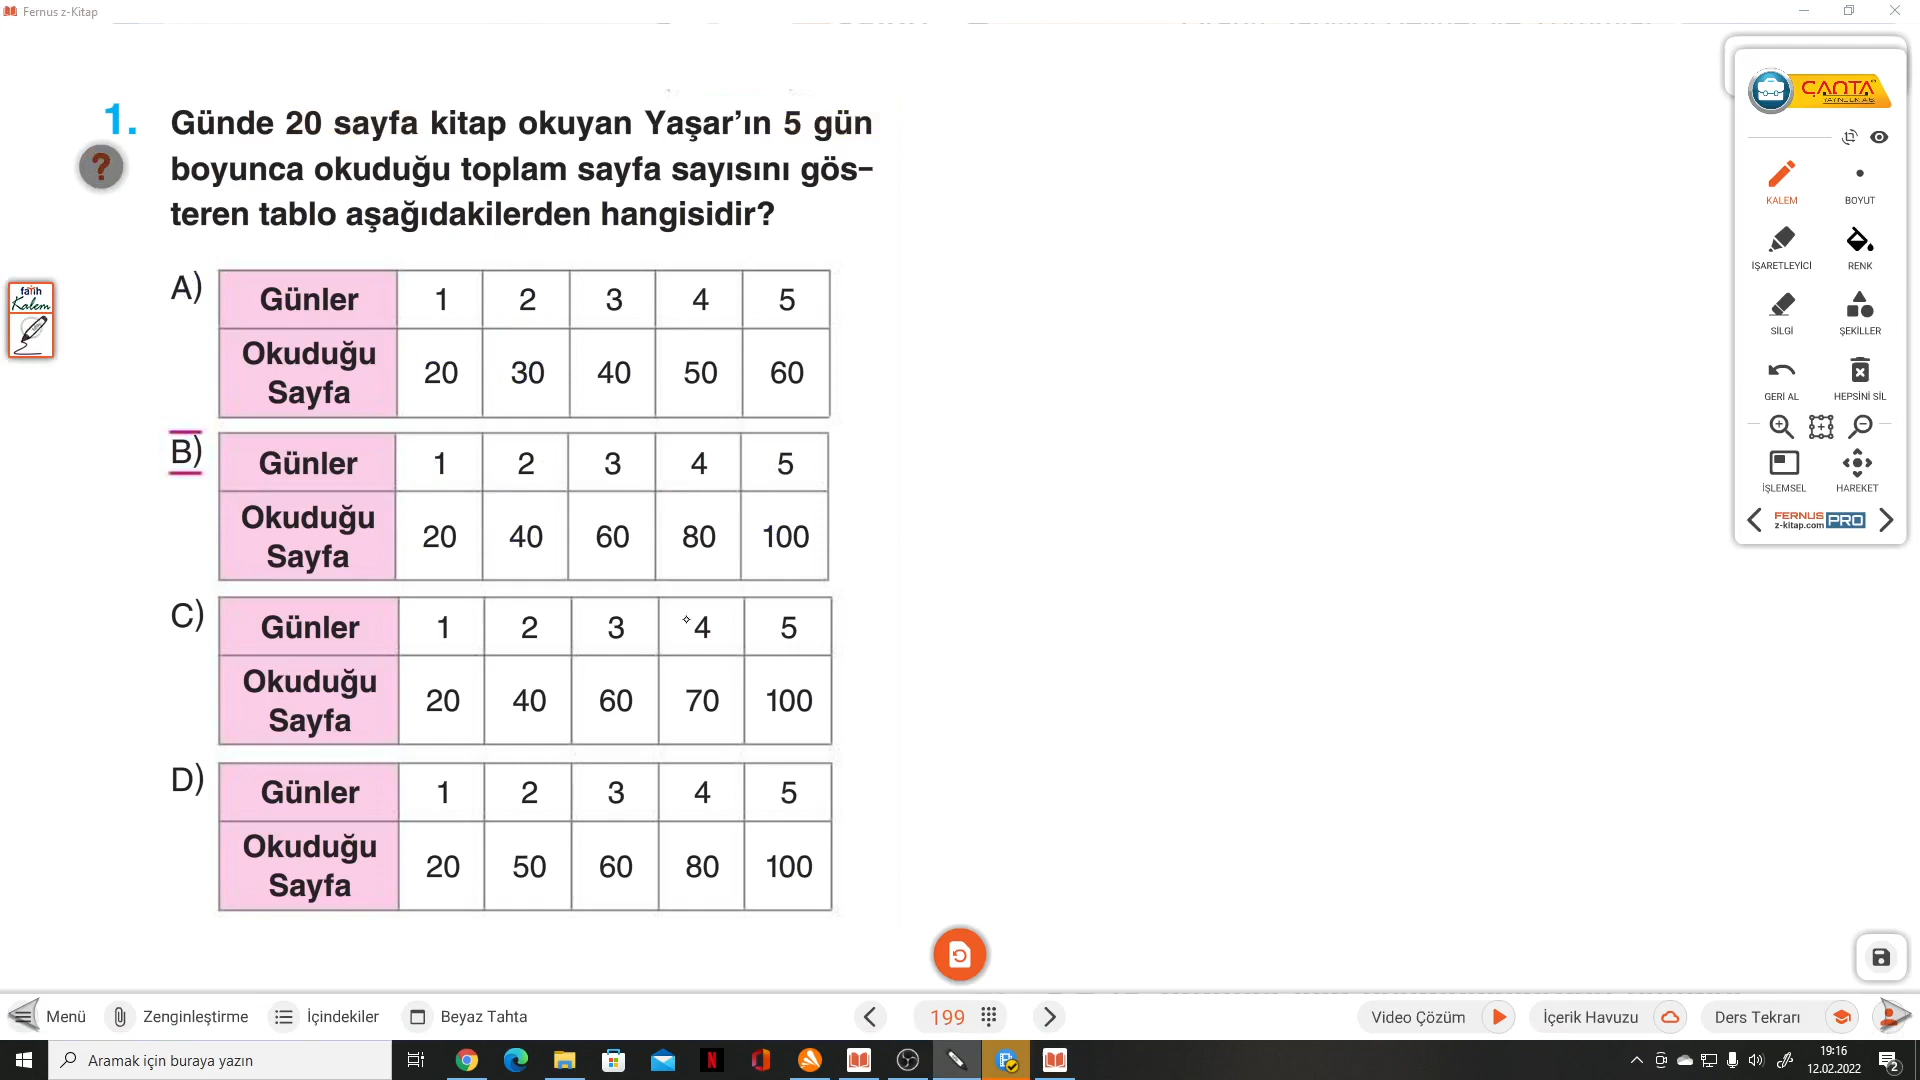 Fernus z-Kitap
1. Günde 20 sayfa kitap okuyan Yaşar’ın 5 gün
boyunca okuduğu toplam sayfa sayısını gös-
teren tablo aşağıdakilerden hangisidir?
?
fatih
Kalem
A) Günler 1 2 3 4 5
Okuduğu Sayfa 20 30 40 50 60
B) Günler 1 2 3 4 5
Okuduğu Sayfa 20 40 60 80 100
C) Günler 1 2 3 4 5
Okuduğu Sayfa 20 40 60 70 100
D) Günler 1 2 3 4 5
Okuduğu Sayfa 20 50 60 80 100
ÇANTA
YAYINLARI
KALEM BOYUT
İŞARETLEYİCİ RENK
SİLGİ ŞEKİLLER
GERİ AL HEPSİNİ SİL
İŞLEMSEL HAREKET
FERNUS PRO
z-kitap.com
Menü Zenginleştirme İçindekiler Beyaz Tahta 199 Video Çözüm İçerik Havuzu Ders Tekrarı
Aramak için buraya yazın
19:16
12.02.2022
2